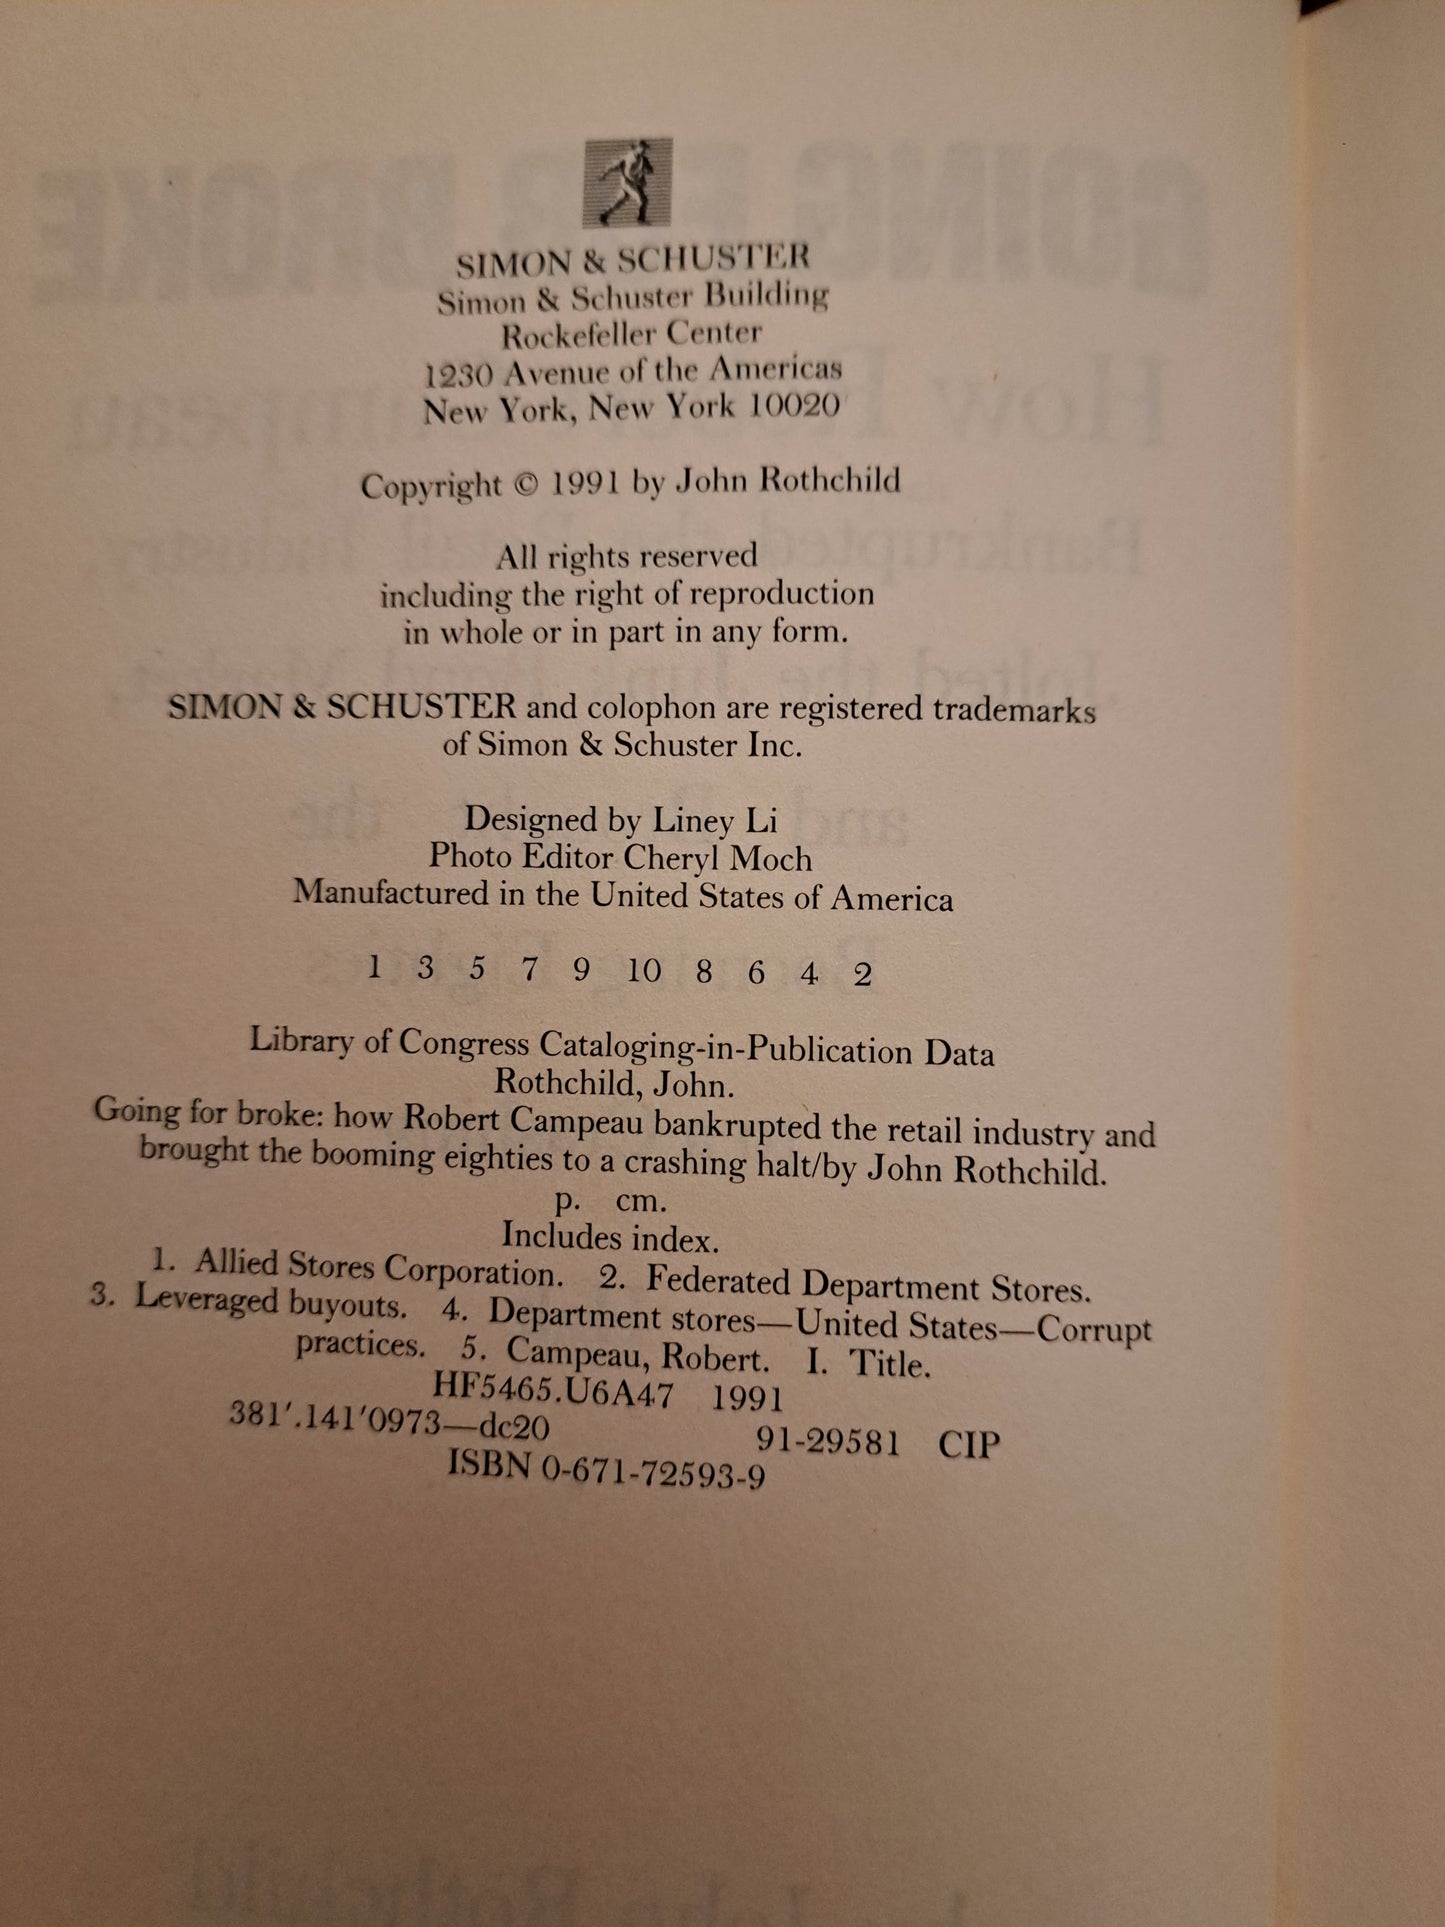 SIMON & SCHUSTER
Simon & Schuster Building
Rockefeller Center
1230 Avenue of the Americas
New York, New York 10020
Copyright © 1991 by John Rothchild
All rights reserved
including the right of reproduction
in whole or in part in any form.
SIMON & SCHUSTER and colophon are registered trademarks
of Simon & Schuster Inc.
Designed by Liney Li
Photo Editor Cheryl Moch
Manufactured in the United States of America
1 3 5 7 9 10 8 6 4 2
Library of Congress Cataloging-in-Publication Data
Rothchild, John.
Going for broke: how Robert Campeau bankrupted the retail industry and
brought the booming eighties to a crashing halt/by John Rothchild.
p. cm.
Includes index.
1. Allied Stores Corporation. 2. Federated Department Stores.
3. Leveraged buyouts. 4. Department stores—United States—Corrupt
practices. 5. Campeau, Robert. I. Title.
HF5465.U6A47 1991
381′.141′0973—dc20 91-29581 CIP
ISBN 0-671-72593-9